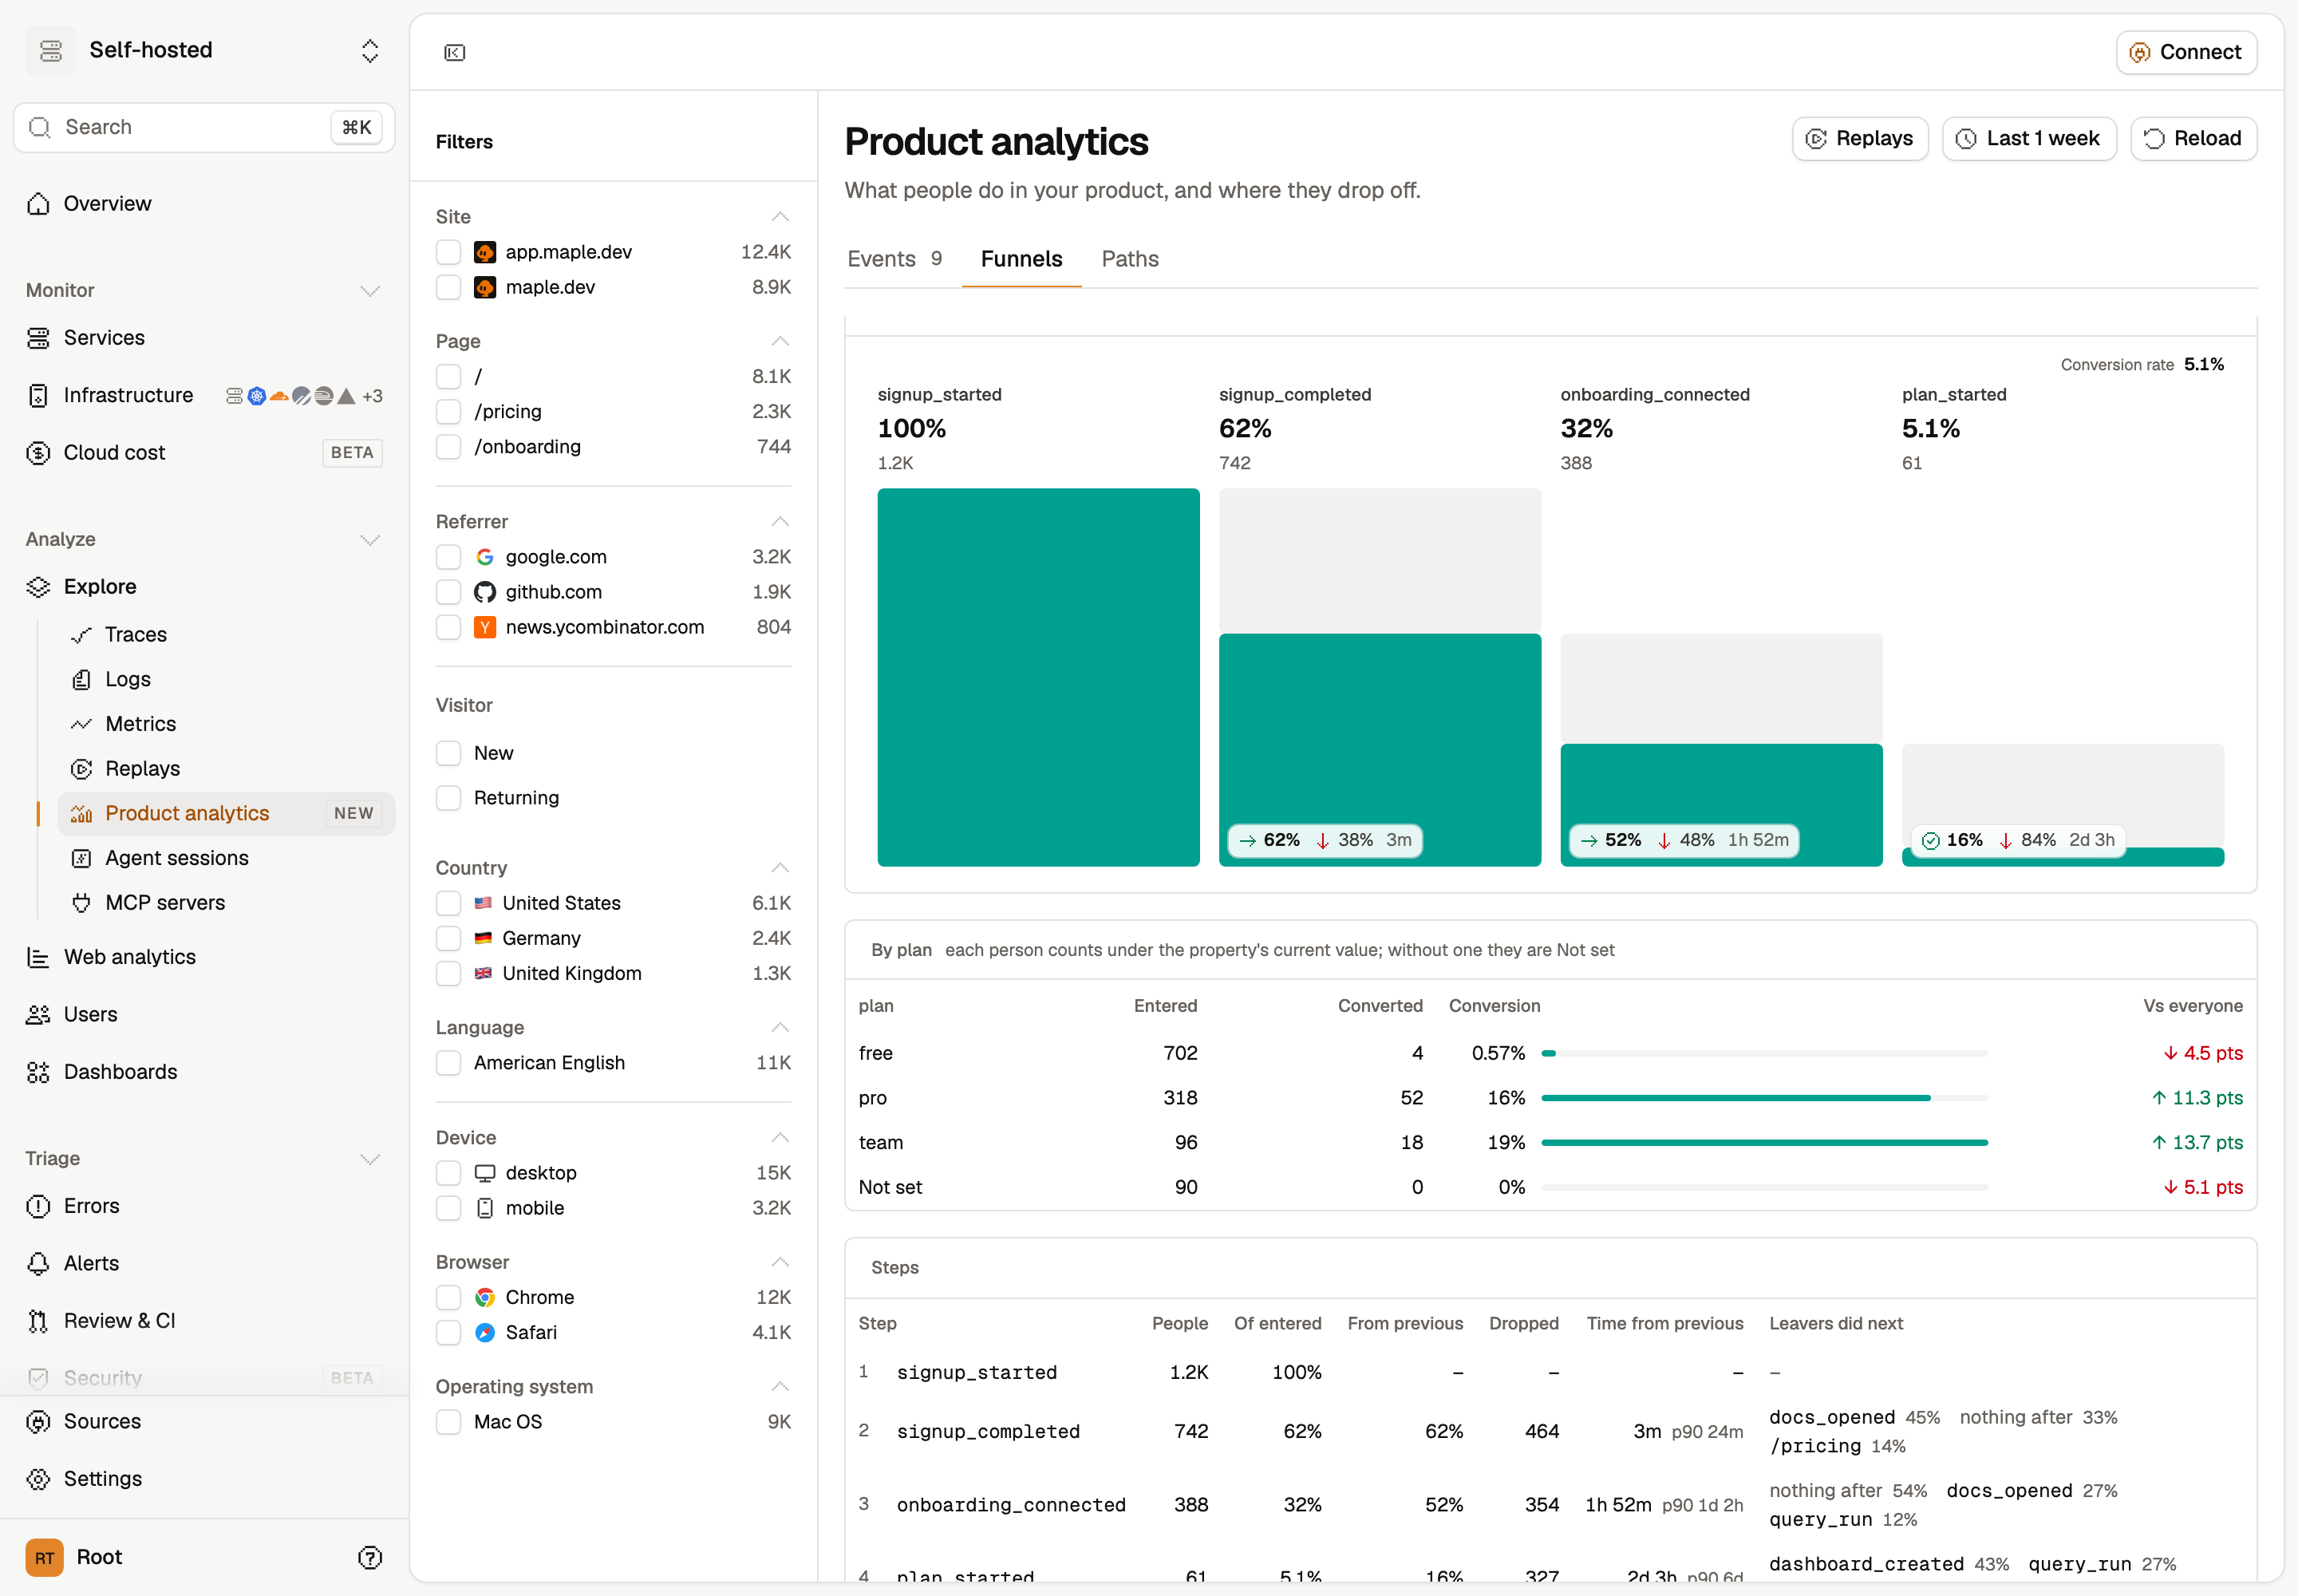 Self-hosted
Search ⌘K
Overview
Monitor
Services
Infrastructure +3
Cloud cost BETA
Analyze
Explore
Traces
Logs
Metrics
Replays
Product analytics NEW
Agent sessions
MCP servers
Web analytics
Users
Dashboards
Triage
Errors
Alerts
Review & CI
Security BETA
Sources
Settings
RT Root
Connect
Filters
Site
app.maple.dev 12.4K
maple.dev 8.9K
Page
/ 8.1K
/pricing 2.3K
/onboarding 744
Referrer
google.com 3.2K
github.com 1.9K
Y news.ycombinator.com 804
Visitor
New
Returning
Country
United States 6.1K
Germany 2.4K
United Kingdom 1.3K
Language
American English 11K
Device
desktop 15K
mobile 3.2K
Browser
Chrome 12K
Safari 4.1K
Operating system
Mac OS 9K
Product analytics
Replays Last 1 week Reload
What people do in your product, and where they drop off.
Events 9 Funnels Paths
Conversion rate 5.1%
signup_started signup_completed onboarding_connected plan_started
100% 62% 32% 5.1%
1.2K 742 388 61
→ 62% ↓ 38% 3m → 52% ↓ 48% 1h 52m 16% ↓ 84% 2d 3h
By plan each person counts under the property's current value; without one they are Not set
plan Entered Converted Conversion Vs everyone
free 702 4 0.57% ↓ 4.5 pts
pro 318 52 16% ↑ 11.3 pts
team 96 18 19% ↑ 13.7 pts
Not set 90 0 0% ↓ 5.1 pts
Steps
Step People Of entered From previous Dropped Time from previous Leavers did next
1 signup_started 1.2K 100% – – – –
2 signup_completed 742 62% 62% 464 3m p90 24m docs_opened 45% nothing after 33%
/pricing 14%
3 onboarding_connected 388 32% 52% 354 1h 52m p90 1d 2h nothing after 54% docs_opened 27%
query_run 12%
4 plan_started 61 5.1% 16% 327 2d 3h p90 6d dashboard_created 43% query_run 27%